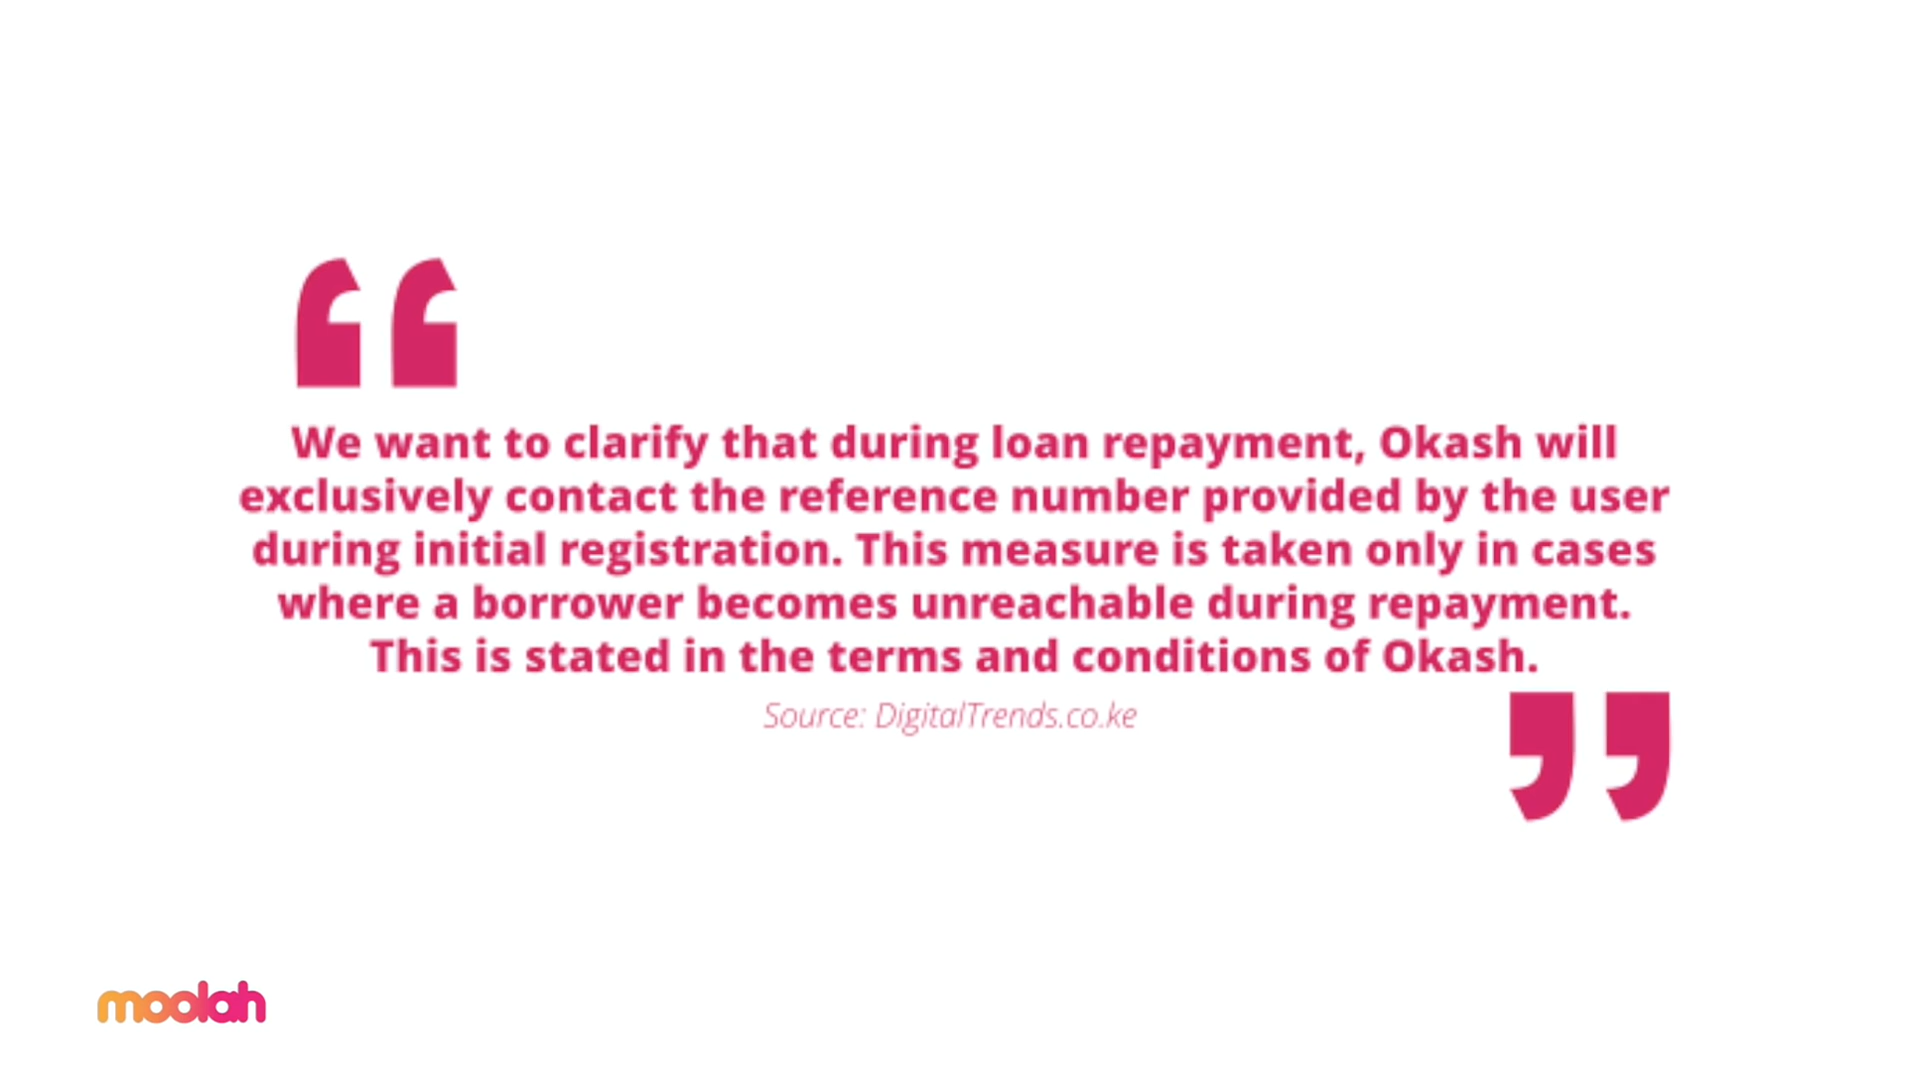 “
We want to clarify that during loan repayment, Okash will
exclusively contact the reference number provided by the user
during initial registration. This measure is taken only in cases
where a borrower becomes unreachable during repayment.
This is stated in the terms and conditions of Okash.
Source: DigitalTrends.co.ke
”
moolah